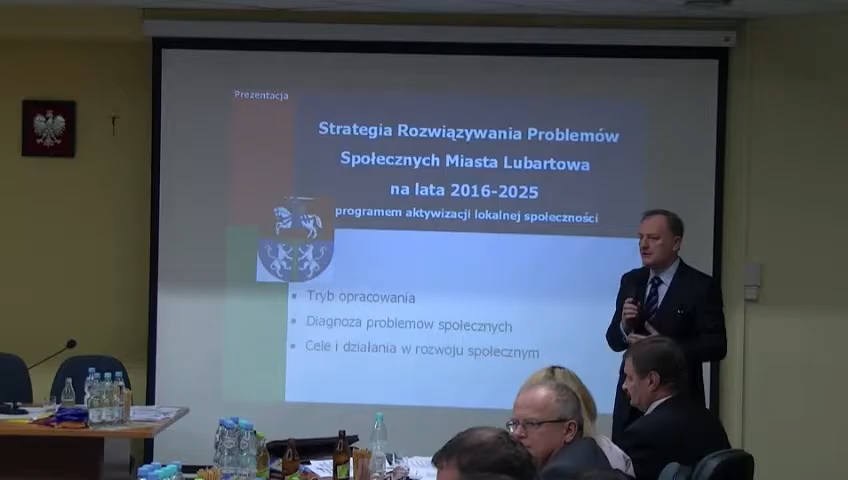 Prezentacja
Strategia Rozwiązywania Problemów
Społecznych Miasta Lubartowa
na lata 2016-2025
programem aktywizacji lokalnej społeczności
Tryb opracowania
Diagnoza problemów społecznych
Cele i działania w rozwoju społecznym